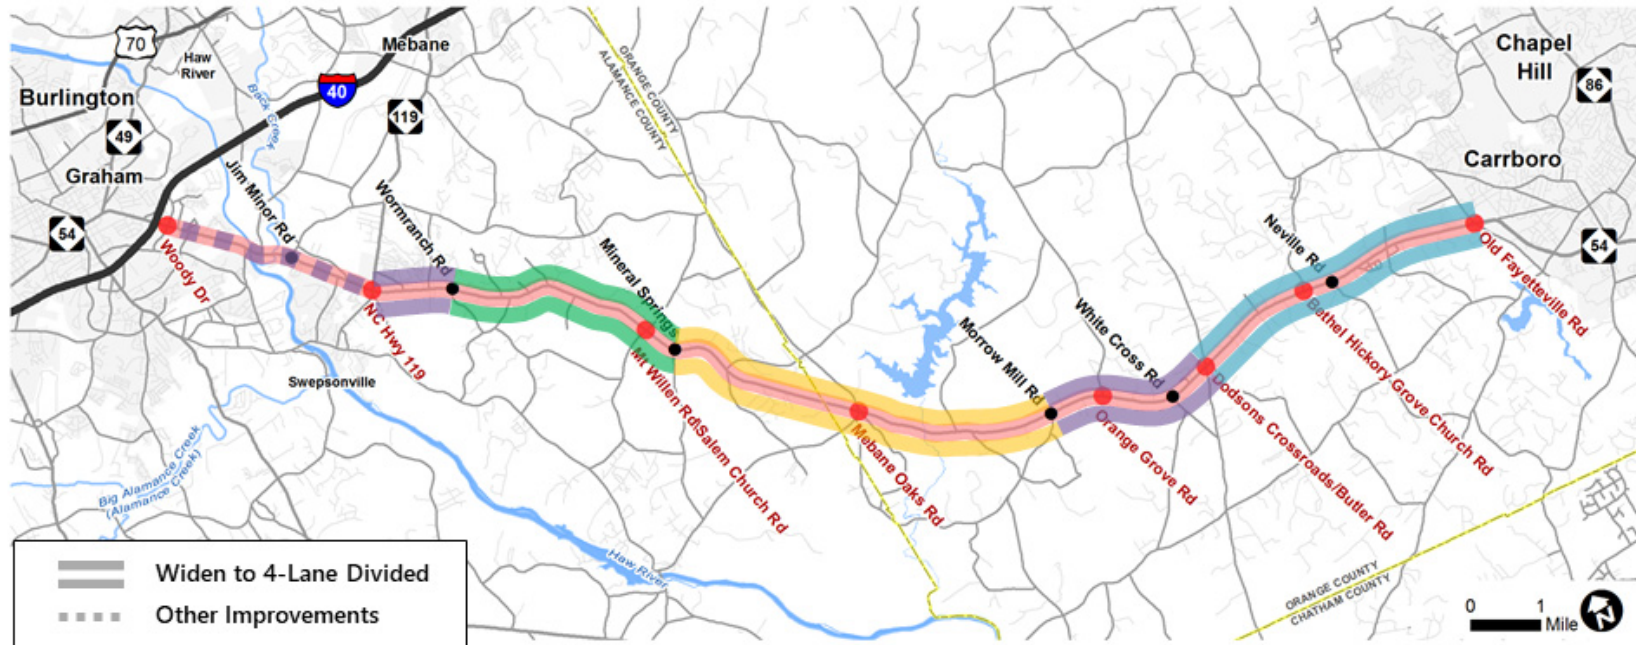 70
Haw
River
Mebane
Burlington
49
40
119
Back Creek
Graham
54
Jim Minor Rd
Woody Dr
Wormranch Rd
NC Hwy 119
Swepsonville
Mineral Springs
Mt Willen Rd\Salem Church Rd
ORANGE COUNTY
ALAMANCE COUNTY
Mebane Oaks Rd
Morrow Mill Rd
Orange Grove Rd
White Cross Rd
Dodsons Crossroads/Butler Rd
Neville Rd
Bethel Hickory Grove Church Rd
Old Fayetteville Rd
Chapel
Hill
86
Carrboro
54
Big Alamance Creek
(Alamance Creek)
Haw River
ORANGE COUNTY
CHATHAM COUNTY
Widen to 4-Lane Divided
Other Improvements
0 1
Mile
N